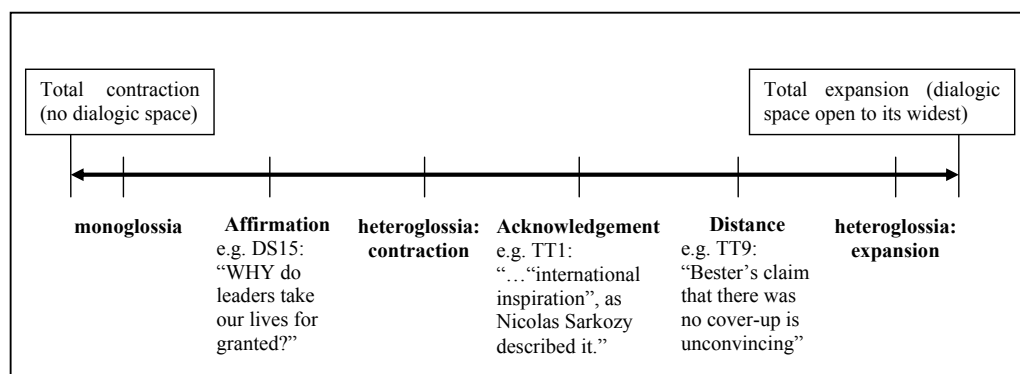 Total contraction
(no dialogic space)
Total expansion (dialogic
space open to its widest)
monoglossia
Affirmation
e.g. DS15:
“WHY do
leaders take
our lives for
granted?”
heteroglossia:
contraction
Acknowledgement
e.g. TT1:
“…“international
inspiration”, as
Nicolas Sarkozy
described it.”
Distance
e.g. TT9:
“Bester’s claim
that there was
no cover-up is
unconvincing”
heteroglossia:
expansion